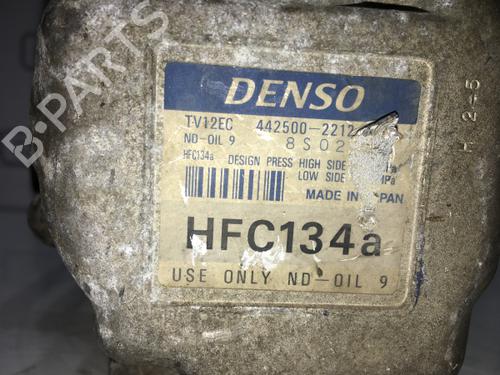 DENSO
TV12EC 442500-2212
ND-OIL 9 8S02
HFC134a DESIGN PRESS HIGH SIDE
LOW SIDE
MADE IN JAPAN
HFC134a
USE ONLY ND-OIL 9
B-PARTS